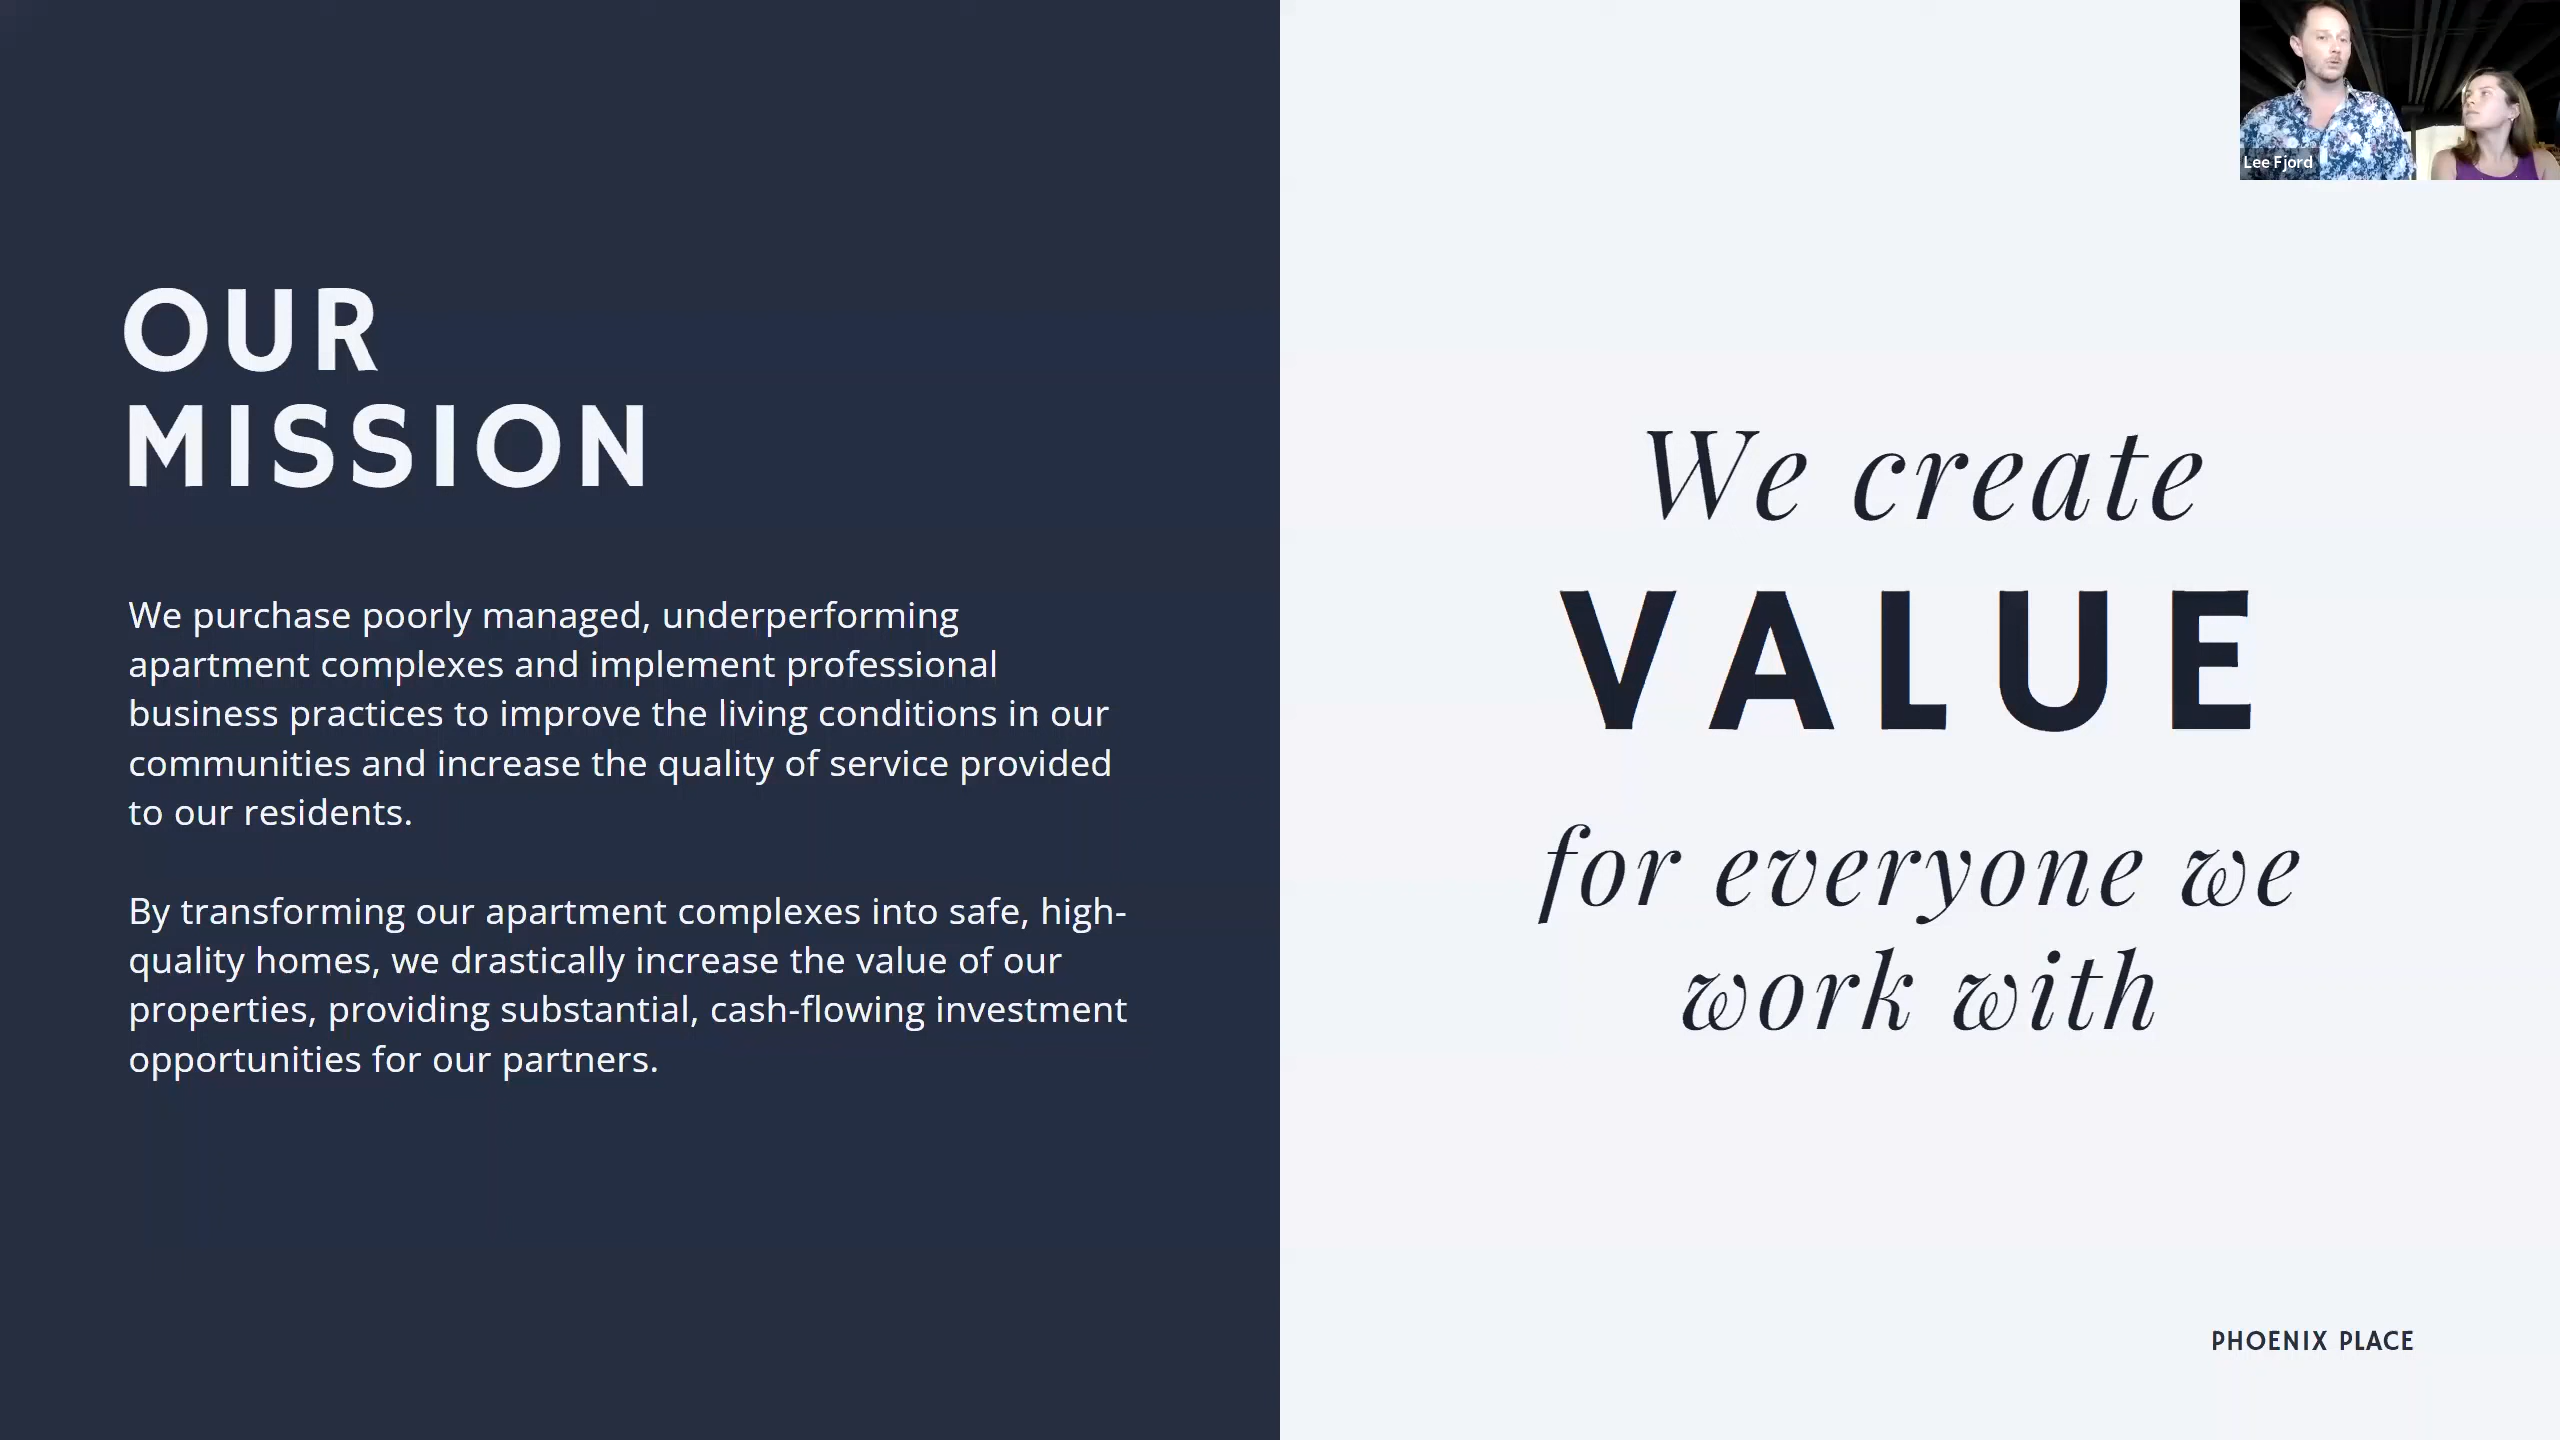 OUR
MISSION
We purchase poorly managed, underperforming
apartment complexes and implement professional
business practices to improve the living conditions in our
communities and increase the quality of service provided
to our residents.
By transforming our apartment complexes into safe, high-
quality homes, we drastically increase the value of our
properties, providing substantial, cash-flowing investment
opportunities for our partners.
Lee Fjord
We create
VALUE
for everyone we
work with
PHOENIX PLACE